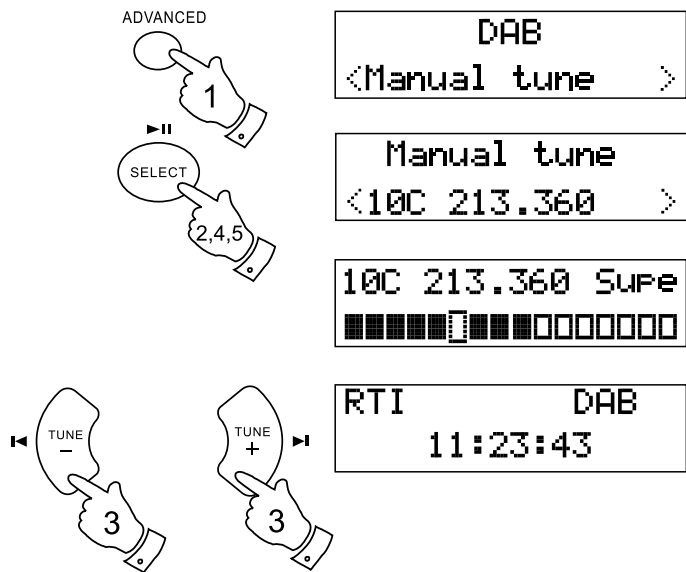 ADVANCED
1
SELECT
2,4,5
TUNE
–
3
TUNE
+
3
DAB
<Manual tune >
Manual tune
<10C 213.360 >
10C 213.360 Supe
RTI DAB
11:23:43